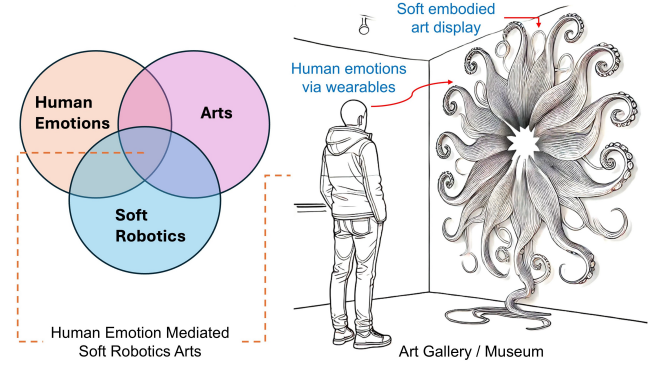 Human
Emotions
Arts
Soft
Robotics
Human Emotion Mediated
Soft Robotics Arts
Soft embodied
art display
Human emotions
via wearables
Art Gallery / Museum